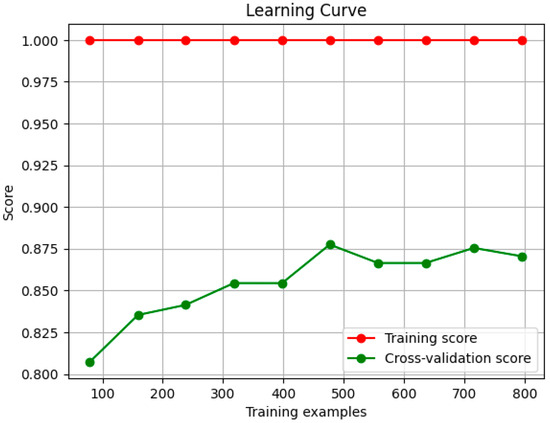 Learning Curve
1.000
0.975
0.950
0.925
0.900
0.875
0.850
0.825
0.800
Score
Training score
Cross-validation score
100 200 300 400 500 600 700 800
Training examples